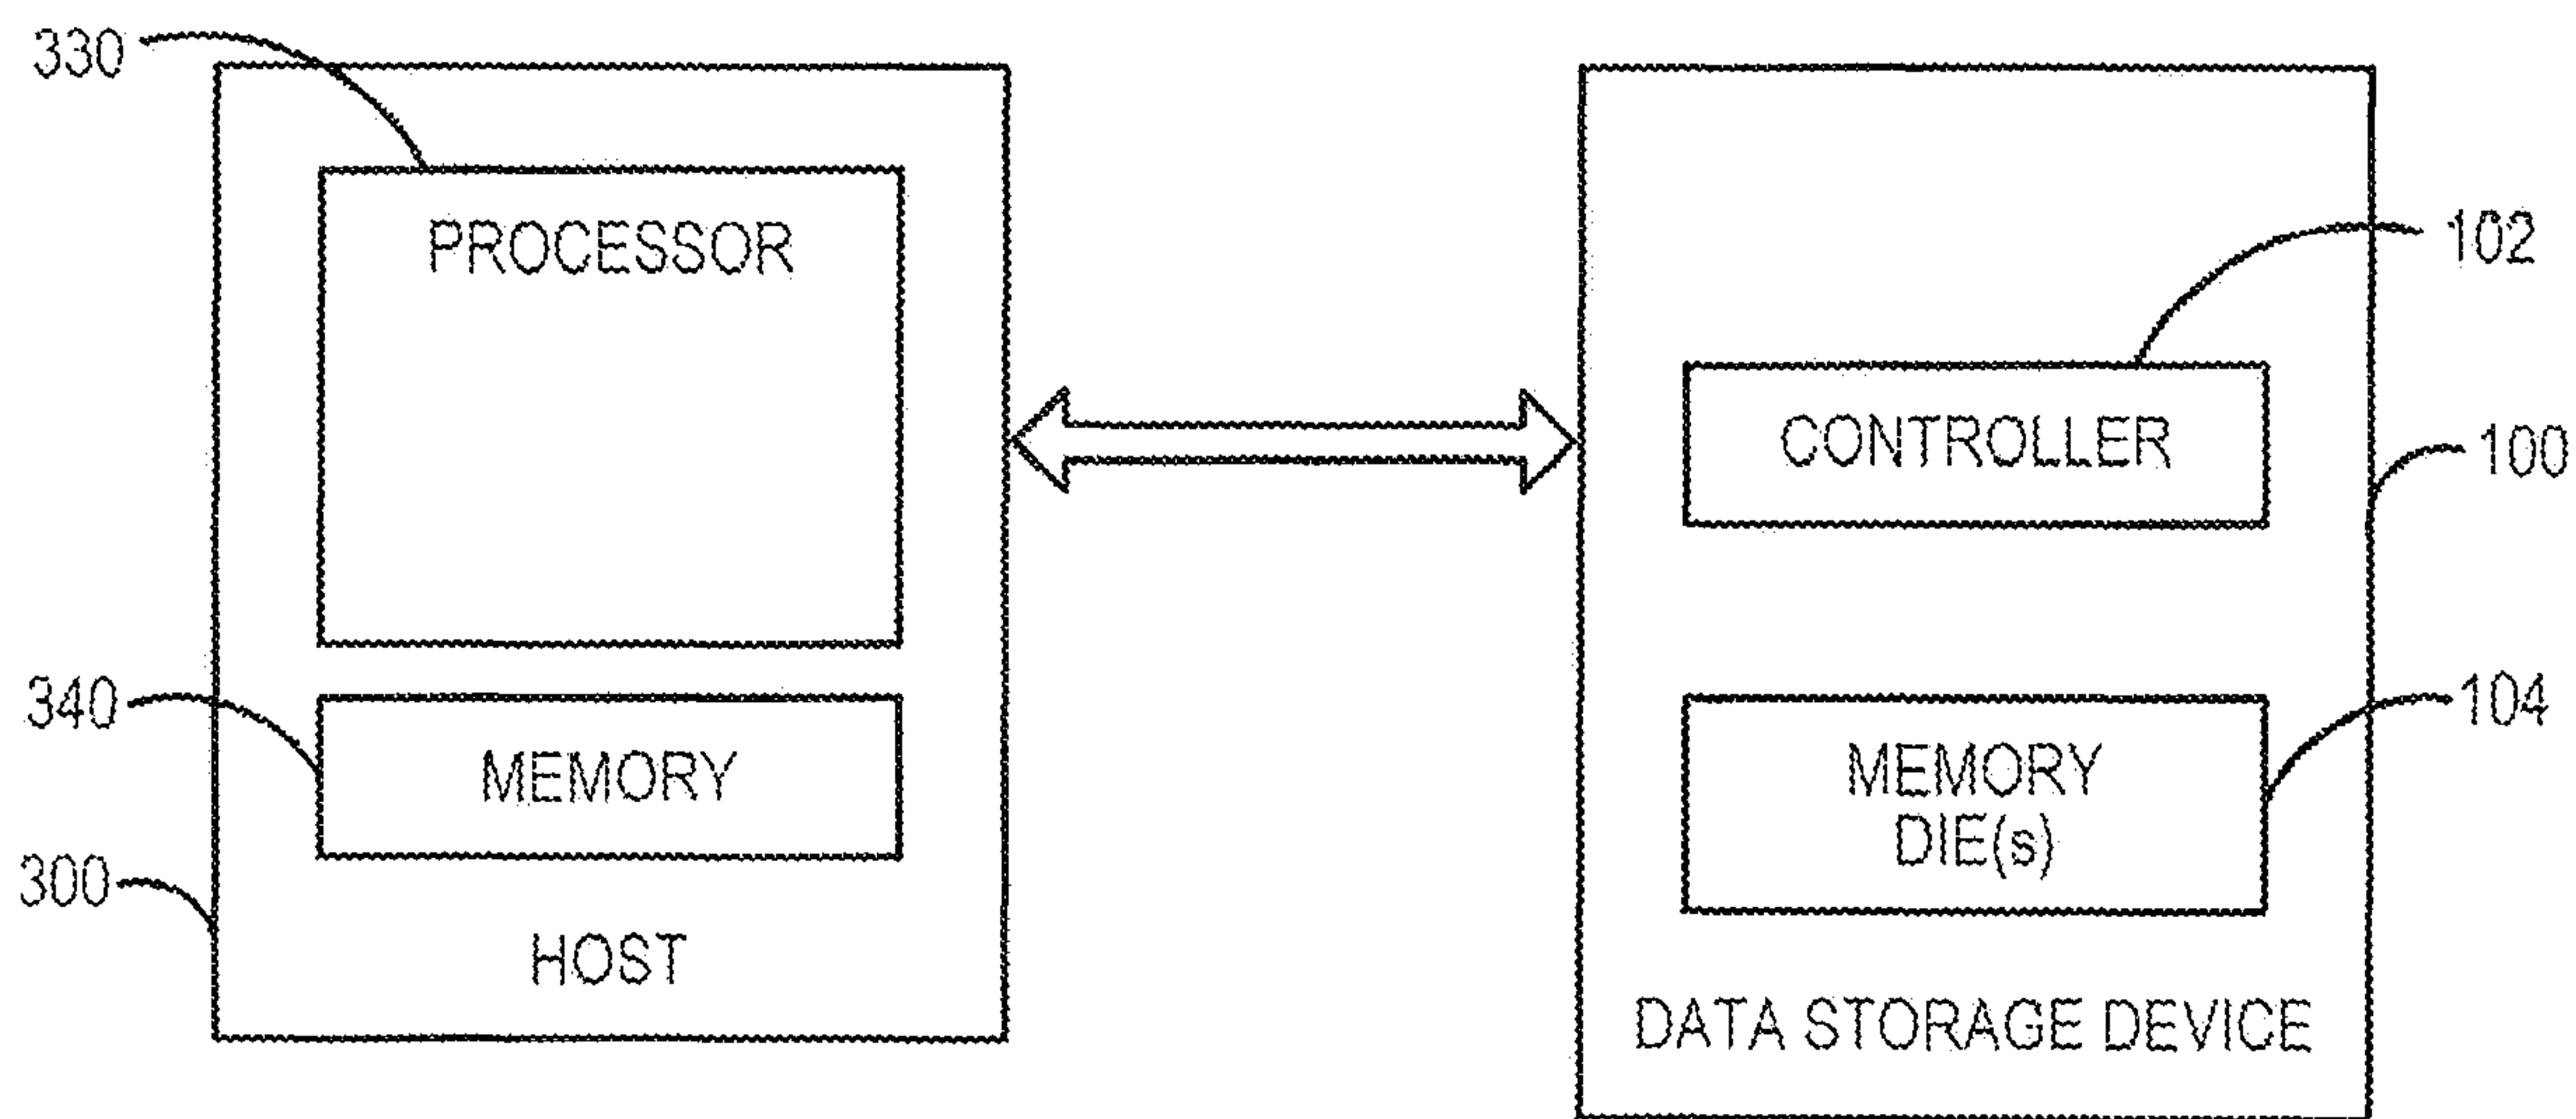 330
PROCESSOR
340
MEMORY
300
HOST
102
CONTROLLER
100
104
MEMORY
DIE(s)
DATA STORAGE DEVICE